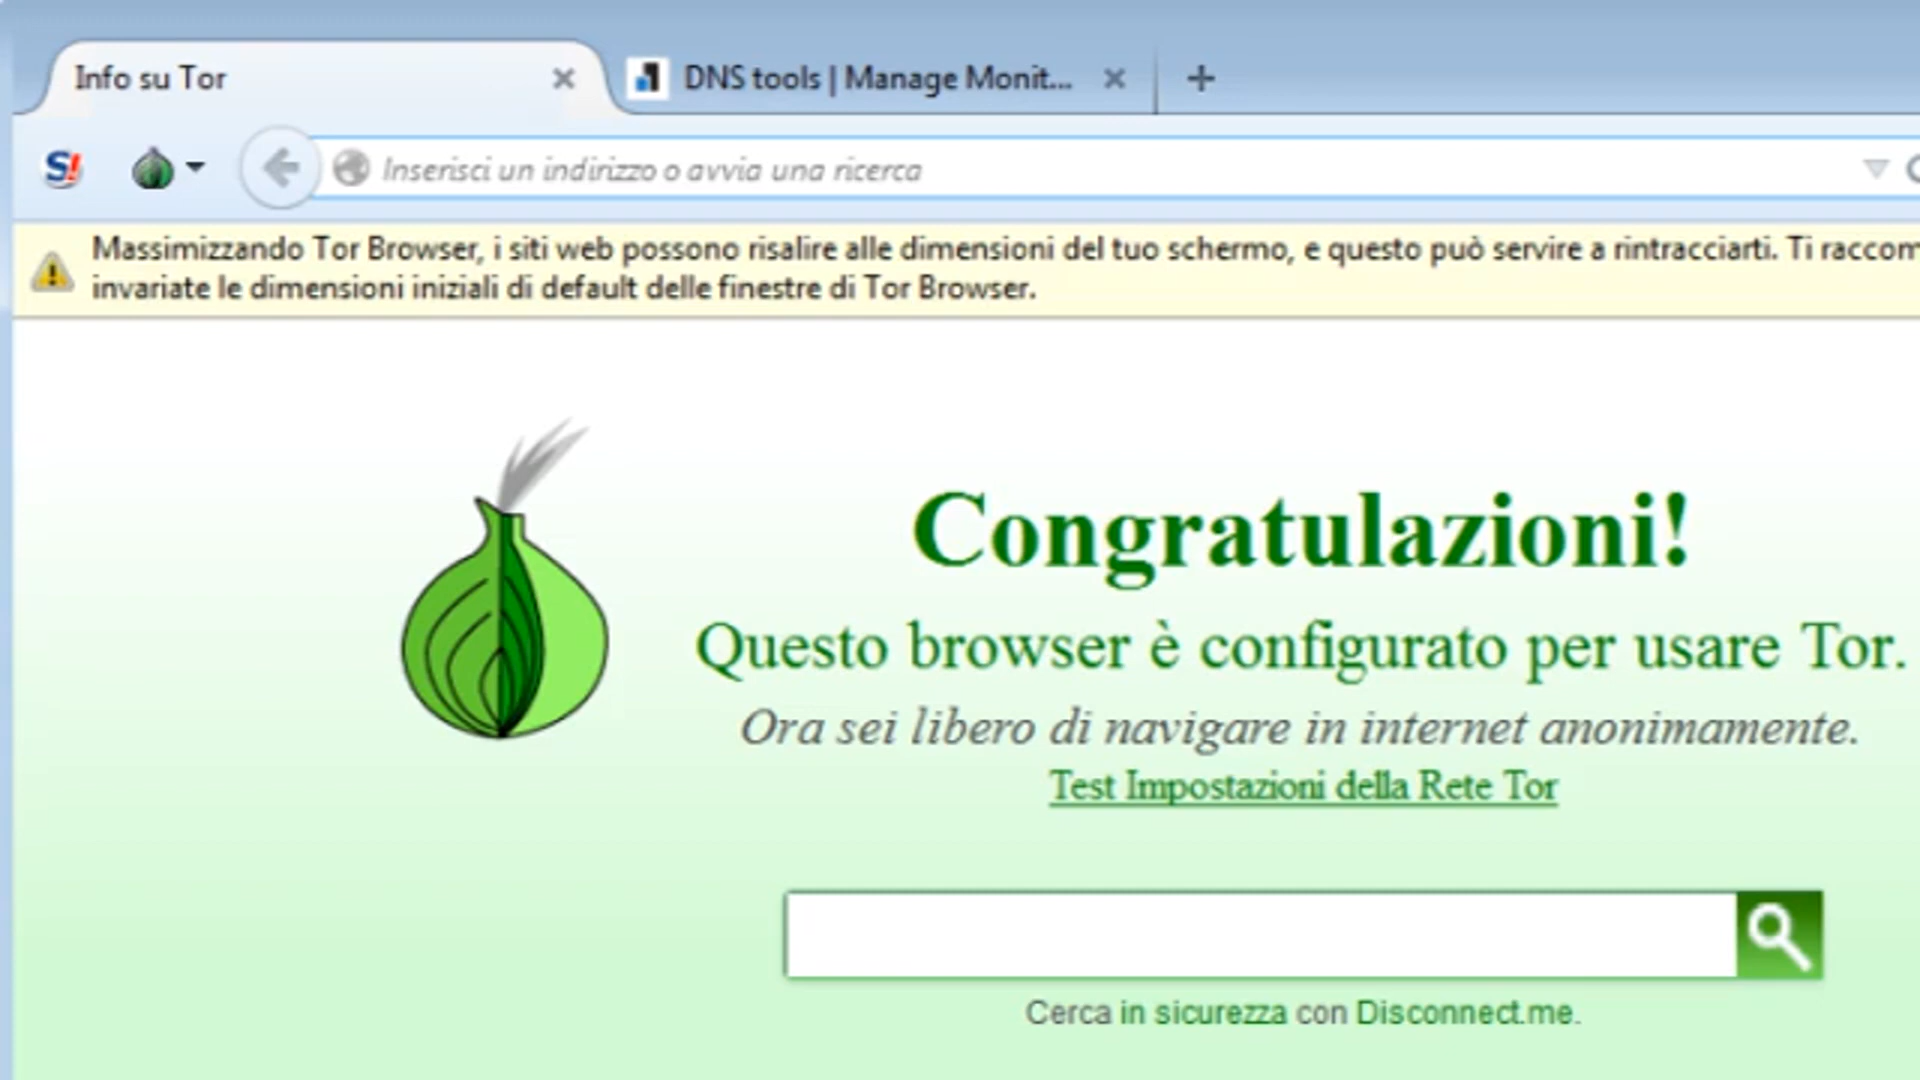 Info su Tor
DNS tools | Manage Monit...
S!
Inserisci un indirizzo o avvia una ricerca
Massimizzando Tor Browser, i siti web possono risalire alle dimensioni del tuo schermo, e questo può servire a rintracciarti. Ti raccom
invariate le dimensioni iniziali di default delle finestre di Tor Browser.
Congratulazioni!
Questo browser è configurato per usare Tor.
Ora sei libero di navigare in internet anonimamente.
Test Impostazioni della Rete Tor
Cerca in sicurezza con Disconnect.me.